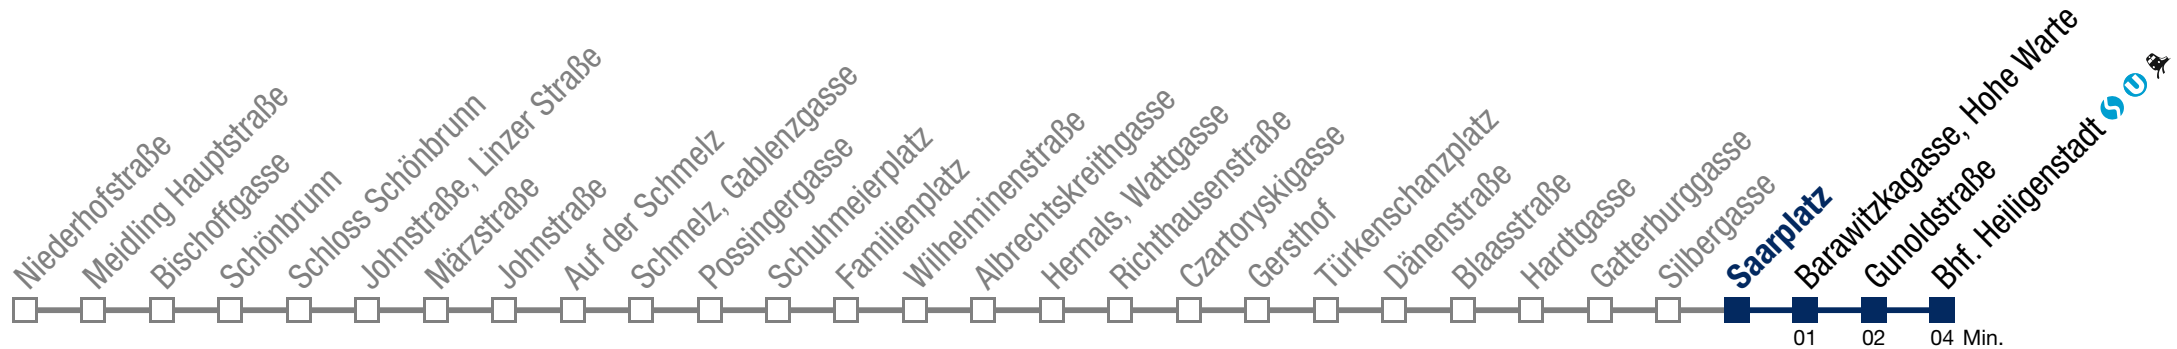 Niederhofstraße
Meidling Hauptstraße
Bischoffgasse
Schönbrunn
Schloss Schönbrunn
Johnstraße, Linzer Straße
Märzstraße
Johnstraße
Auf der Schmelz
Schmelz, Gablenzgasse
Possingergasse
Schuhmeierplatz
Familienplatz
Wilhelminenstraße
Albrechtskreithgasse
Hernals, Wattgasse
Richthausenstraße
Czartoryskigasse
Gersthof
Türkenschanzplatz
Dänenstraße
Blaasstraße
Hardtgasse
Gatterburggasse
Silbergasse
Saarplatz
Barawitzkagasse, Hohe Warte
Gunoldstraße
Bhf. Heiligenstadt S U
01 02 04 Min.